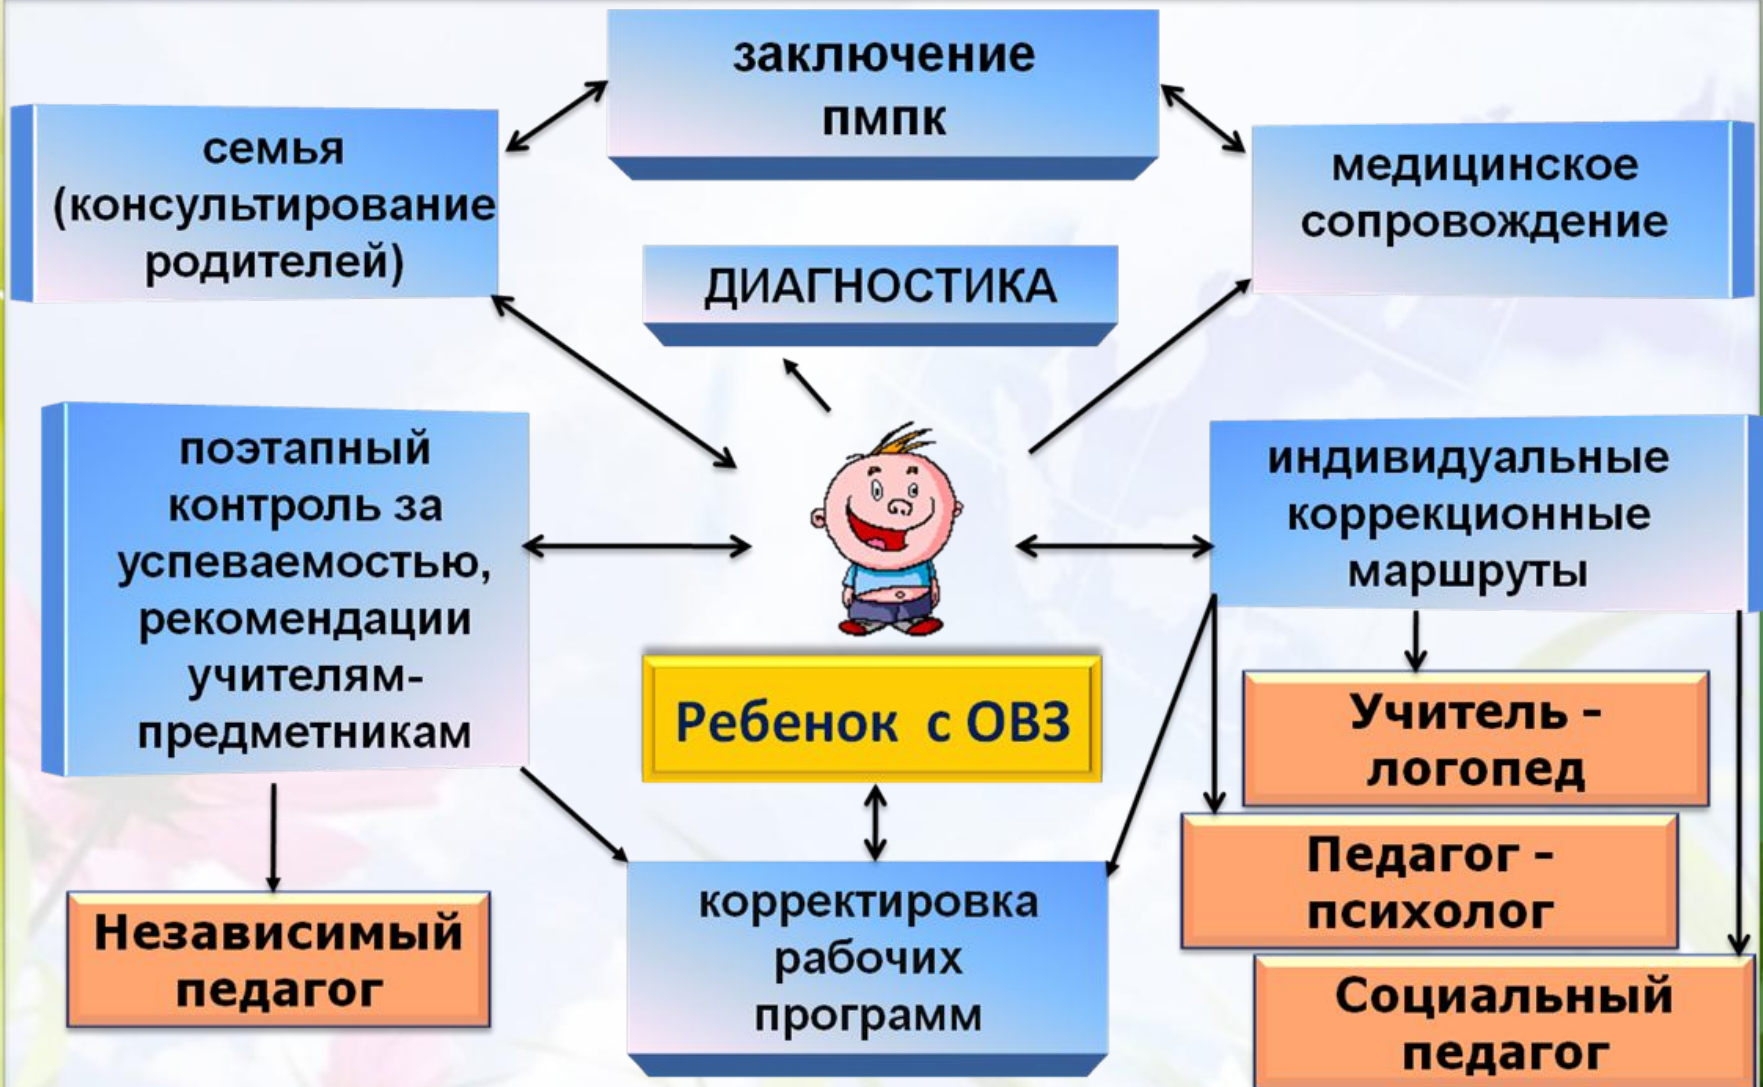 заключение
пмпк
семья
(консультирование
родителей)
медицинское
сопровождение
ДИАГНОСТИКА
поэтапный
контроль за
успеваемостью,
рекомендации
учителям-
предметникам
индивидуальные
коррекционные
маршруты
Ребенок с ОВЗ
Учитель -
логопед
Педагог -
психолог
Независимый
педагог
корректировка
рабочих
программ
Социальный
педагог